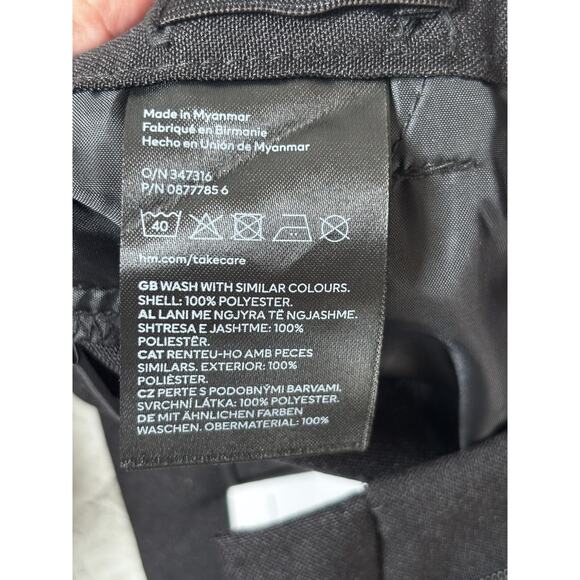 Made in Myanmar
Fabriqué en Birmanie
Hecho en Unión de Myanmar
O/N 347316
P/N 0877785 6
40
hm.com/takecare
GB WASH WITH SIMILAR COLOURS.
SHELL: 100% POLYESTER.
AL LANI ME NGJYRA TË NGJASHME.
SHTRESA E JASHTME: 100%
POLIESTËR.
CAT RENTEU-HO AMB PECES
SIMILARS. EXTERIOR: 100%
POLIÈSTER.
CZ PERTE S PODOBNÝMI BARVAMI.
SVRCHNÍ LÁTKA: 100% POLYESTER.
DE MIT ÄHNLICHEN FARBEN
WASCHEN. OBERMATERIAL: 100%